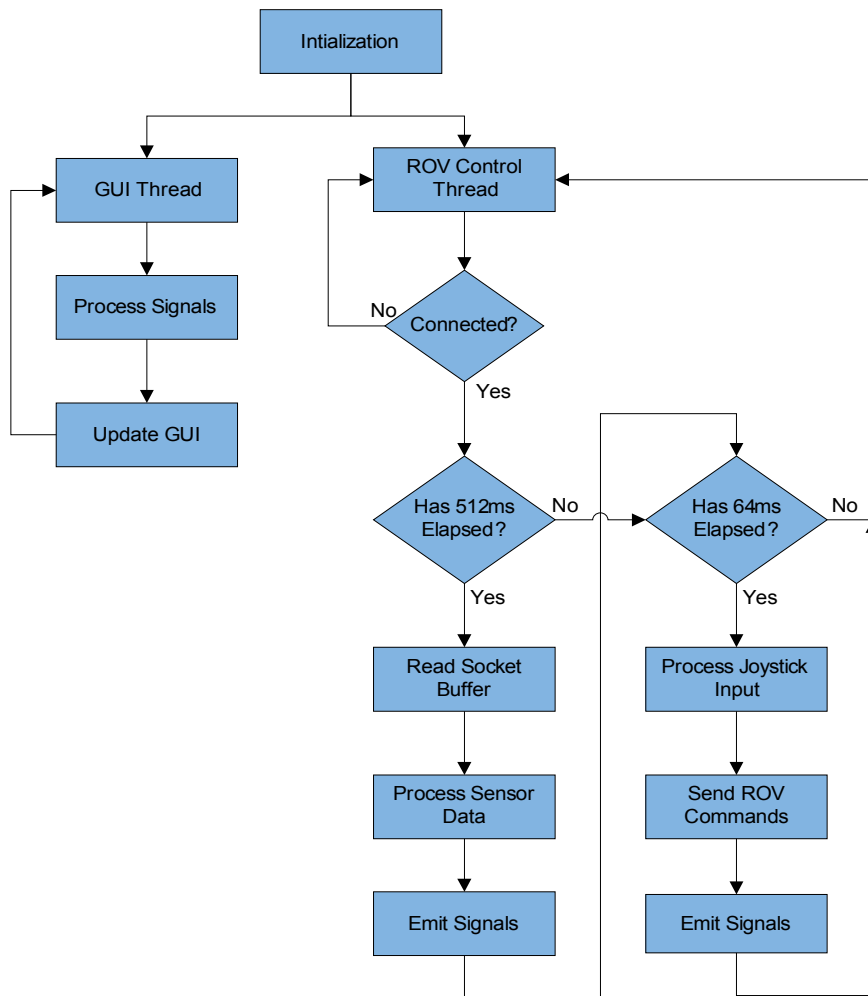 Intialization
GUI Thread
ROV Control
Thread
Process Signals
No
Connected?
Yes
Update GUI
Has 512ms
Elapsed?
No
Has 64ms
Elapsed?
No
Yes
Yes
Read Socket
Buffer
Process Joystick
Input
Process Sensor
Data
Send ROV
Commands
Emit Signals
Emit Signals